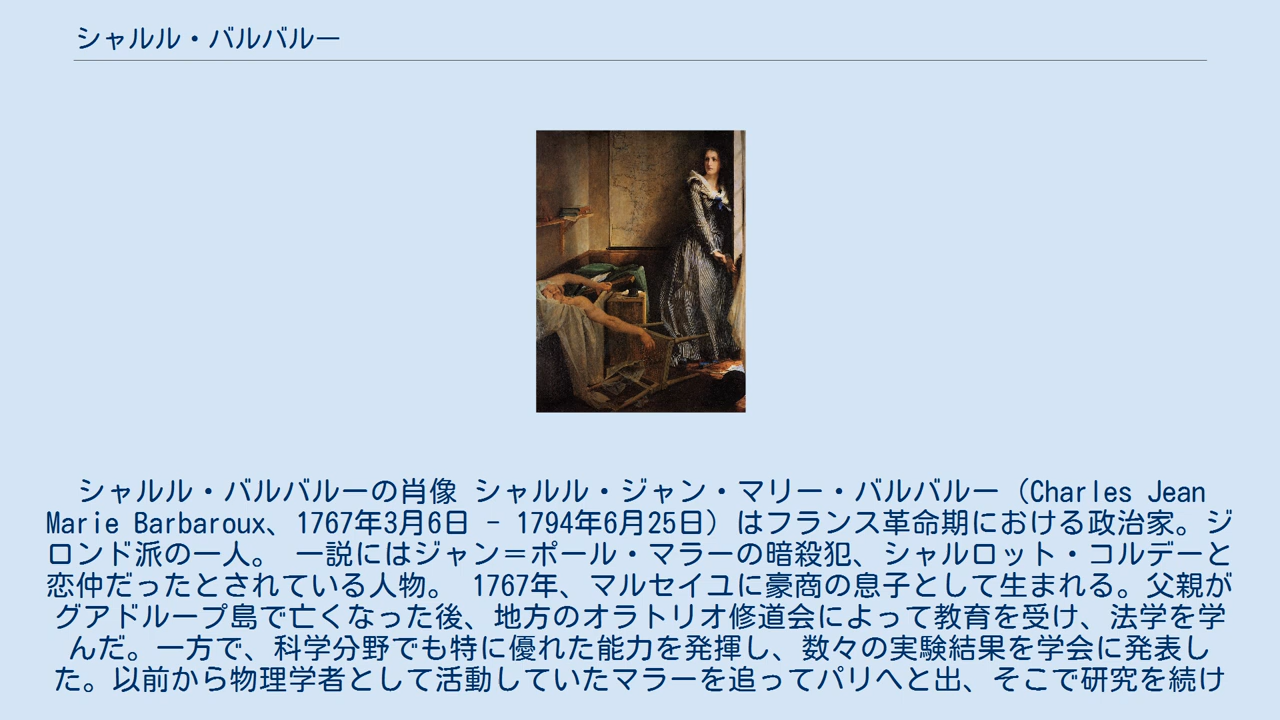 シャルル・バルバルー
シャルル・バルバルーの肖像 シャルル・ジャン・マリー・バルバルー（Charles Jean
Marie Barbaroux、1767年3月6日 - 1794年6月25日）はフランス革命期における政治家。ジ
ロンド派の一人。 一説にはジャン＝ポール・マラーの暗殺犯、シャルロット・コルデーと
恋仲だったとされている人物。 1767年、マルセイユに豪商の息子として生まれる。父親が
グアドループ島で亡くなった後、地方のオラトリオ修道会によって教育を受け、法学を学
んだ。一方で、科学分野でも特に優れた能力を発揮し、数々の実験結果を学会に発表し
た。以前から物理学者として活動していたマラーを追ってパリへと出、そこで研究を続け